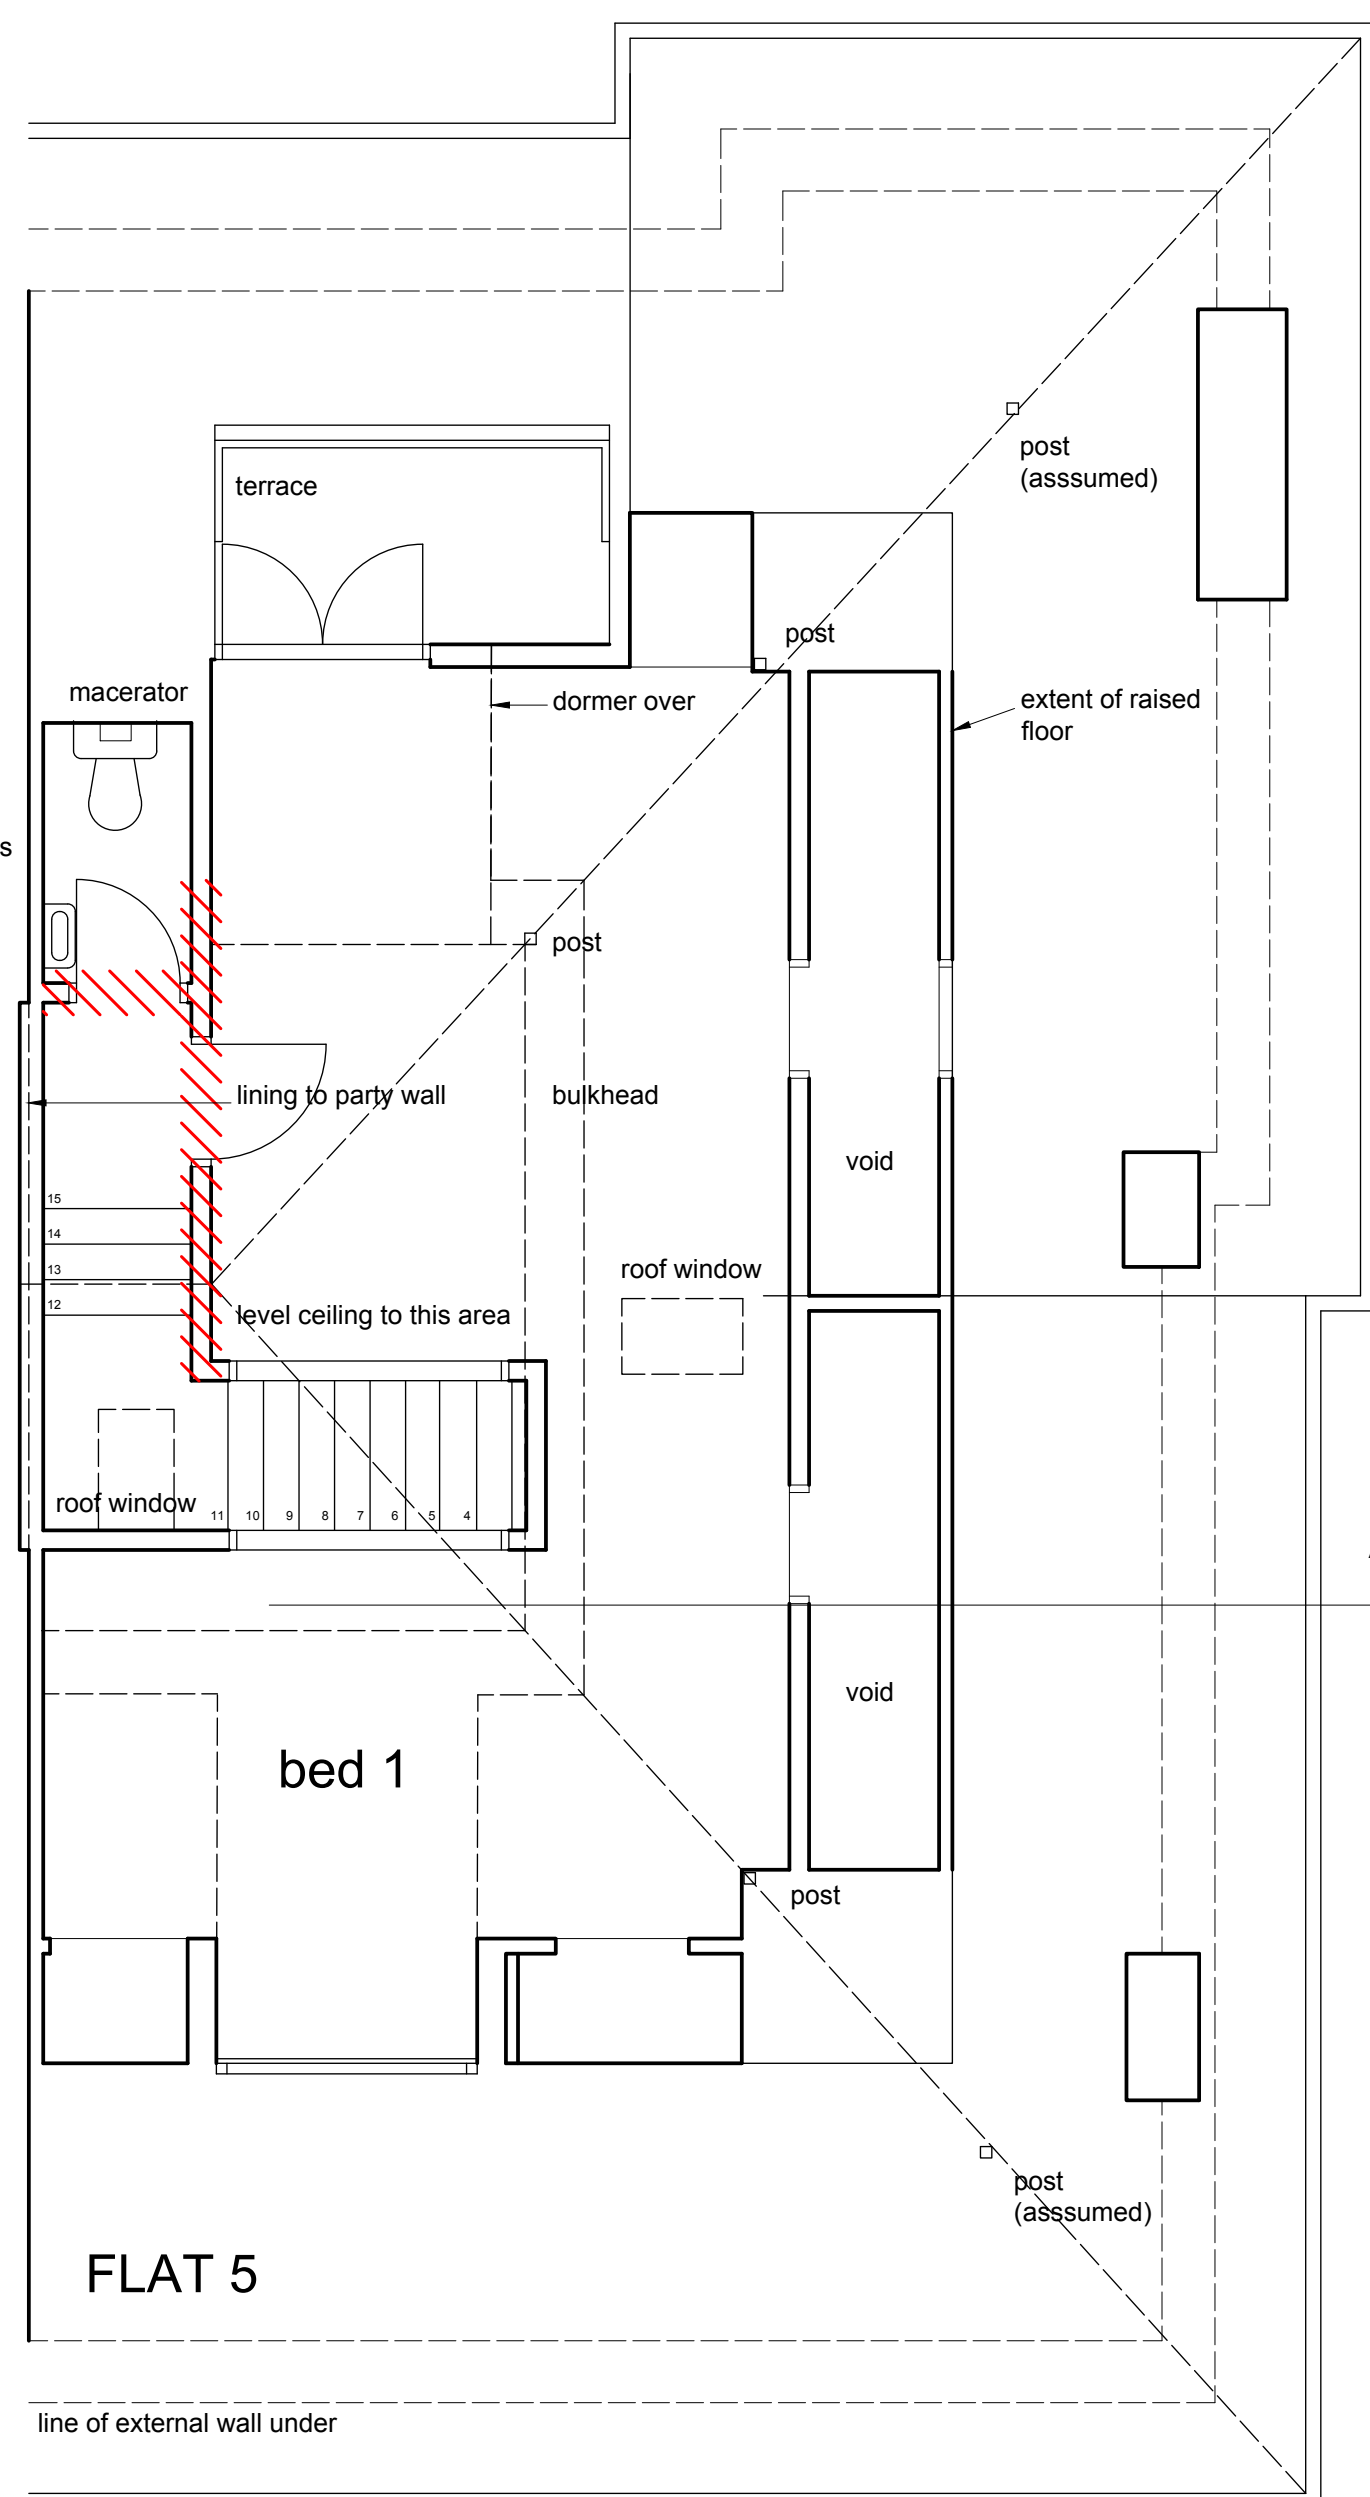 terrace
post
(asssumed)
post
macerator
dormer over
extent of raised
floor
s
post
lining to party wall
bulkhead
void
15
14
13
12
roof window
level ceiling to this area
roof window
11 10 9 8 7 6 5 4
void
bed 1
post
post
(asssumed)
FLAT 5
line of external wall under